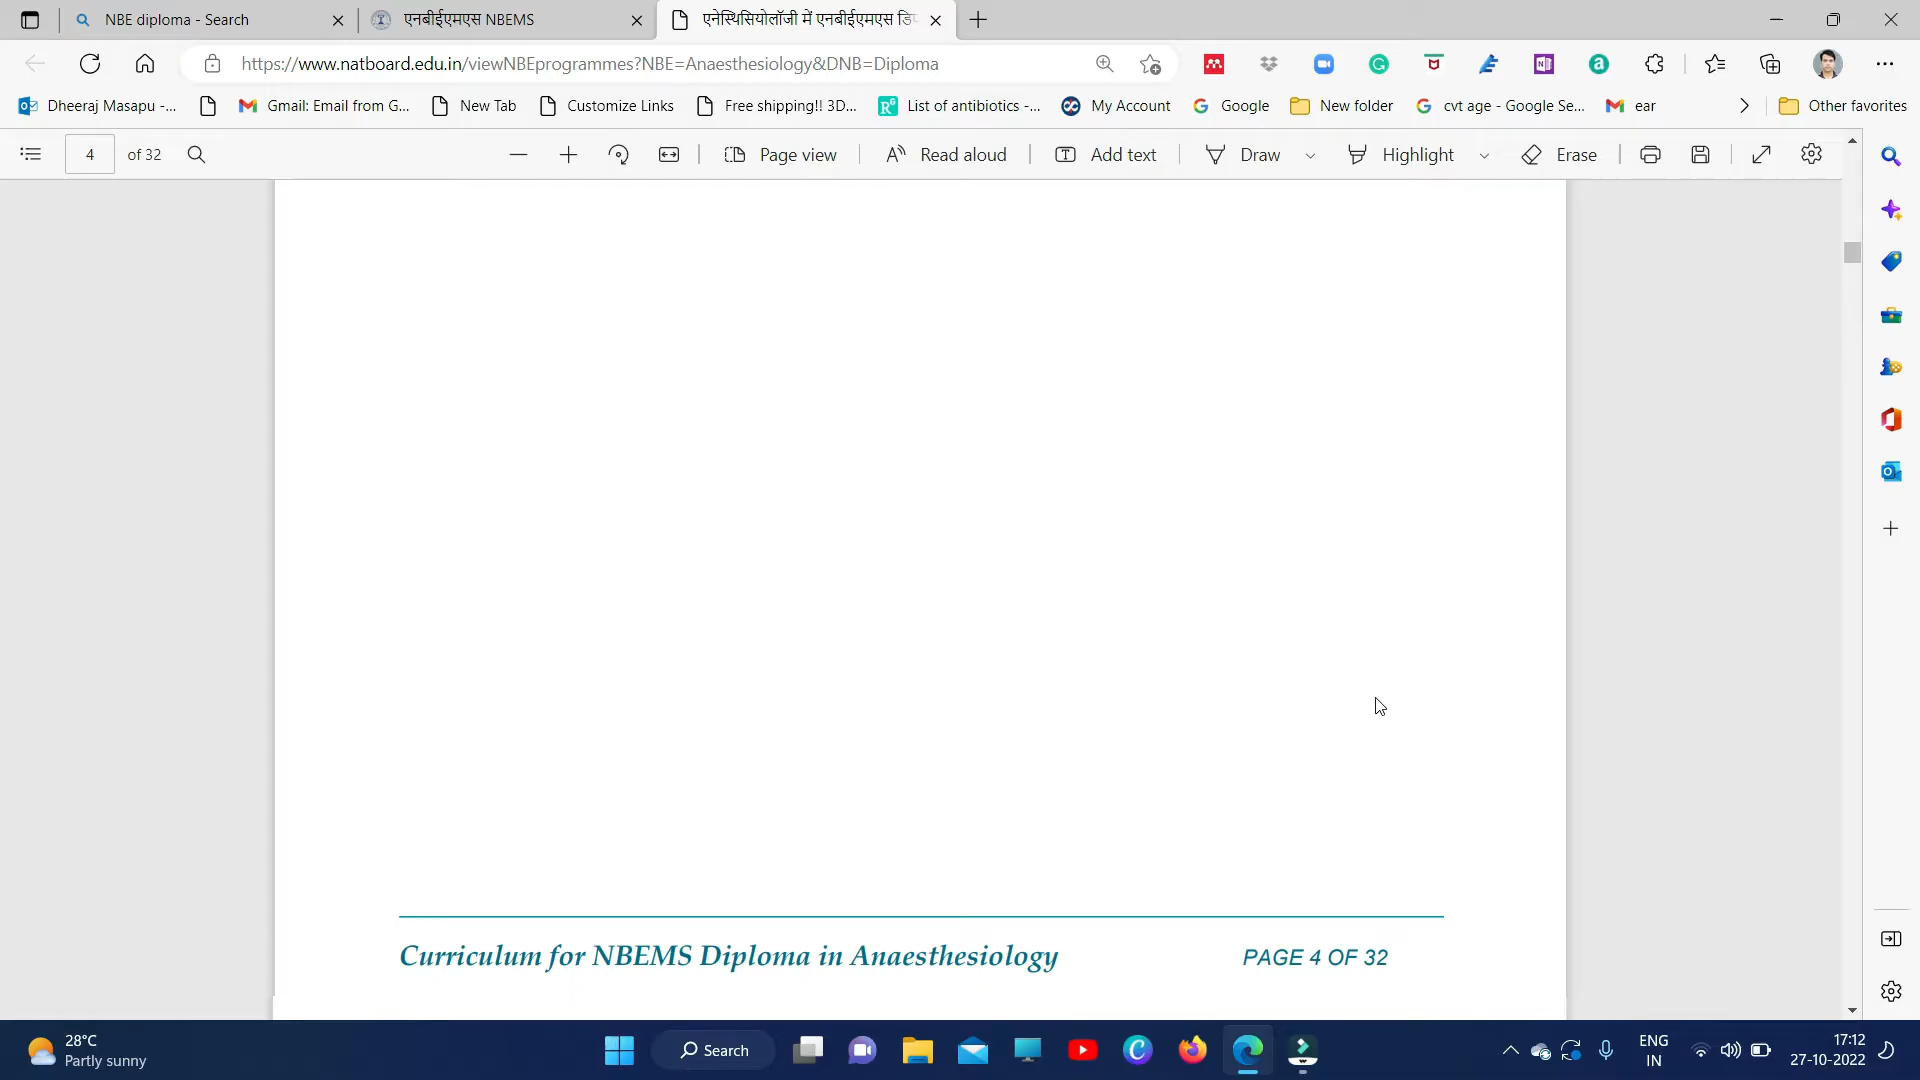 NBE diploma - Search
एनबीईएमएस NBEMS
एनेस्थिसियोलॉजी में एनबीईएमएस डिप
https://www.natboard.edu.in/viewNBEprogrammes?NBE=Anaesthesiology&DNB=Diploma
Dheeraj Masapu -...
Gmail: Email from G...
New Tab
Customize Links
Free shipping!! 3D...
List of antibiotics -...
My Account
Google
New folder
cvt age - Google Se...
ear
Other favorites
4 of 32
Page view
Read aloud
Add text
Draw
Highlight
Erase
Curriculum for NBEMS Diploma in Anaesthesiology
PAGE 4 OF 32
28°C
Partly sunny
Search
ENG
IN
17:12
27-10-2022